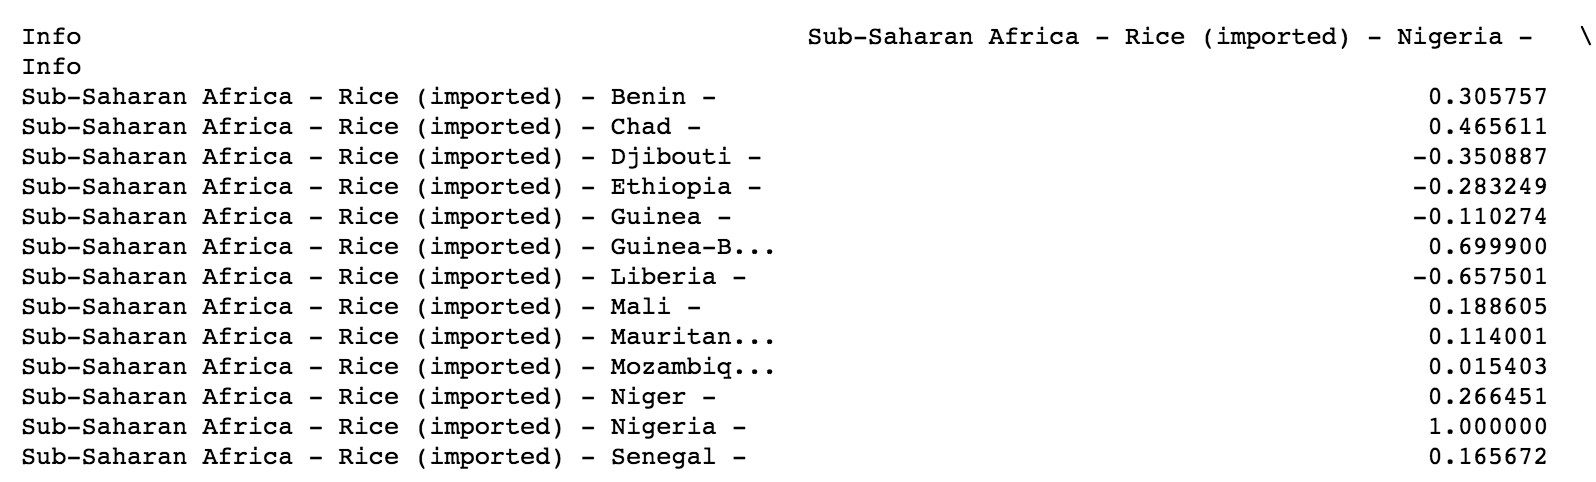 Info Sub-Saharan Africa - Rice (imported) - Nigeria - \
Info
Sub-Saharan Africa - Rice (imported) - Benin - 0.305757
Sub-Saharan Africa - Rice (imported) - Chad - 0.465611
Sub-Saharan Africa - Rice (imported) - Djibouti - -0.350887
Sub-Saharan Africa - Rice (imported) - Ethiopia - -0.283249
Sub-Saharan Africa - Rice (imported) - Guinea - -0.110274
Sub-Saharan Africa - Rice (imported) - Guinea-B... 0.699900
Sub-Saharan Africa - Rice (imported) - Liberia - -0.657501
Sub-Saharan Africa - Rice (imported) - Mali - 0.188605
Sub-Saharan Africa - Rice (imported) - Mauritan... 0.114001
Sub-Saharan Africa - Rice (imported) - Mozambiq... 0.015403
Sub-Saharan Africa - Rice (imported) - Niger - 0.266451
Sub-Saharan Africa - Rice (imported) - Nigeria - 1.000000
Sub-Saharan Africa - Rice (imported) - Senegal - 0.165672